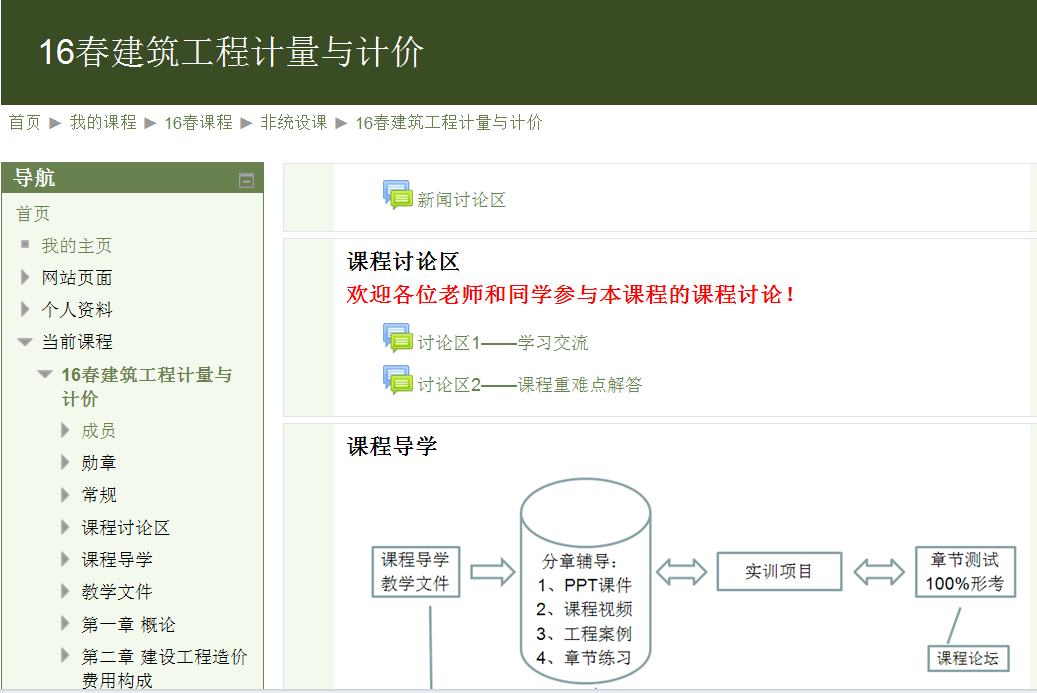 16春建筑工程计量与计价
首页 ▶ 我的课程 ▶ 16春课程 ▶ 非统设课 ▶ 16春建筑工程计量与计价
导航
首页
我的主页
网站页面
个人资料
当前课程
16春建筑工程计量与
计价
成员
勋章
常规
课程讨论区
课程导学
教学文件
第一章 概论
第二章 建设工程造价
费用构成
新闻讨论区
课程讨论区
欢迎各位老师和同学参与本课程的课程讨论！
讨论区1——学习交流
讨论区2——课程重难点解答
课程导学
课程导学
教学文件
分章辅导：
1、PPT课件
2、课程视频
3、工程案例
4、章节练习
实训项目
章节测试
100%形考
课程论坛